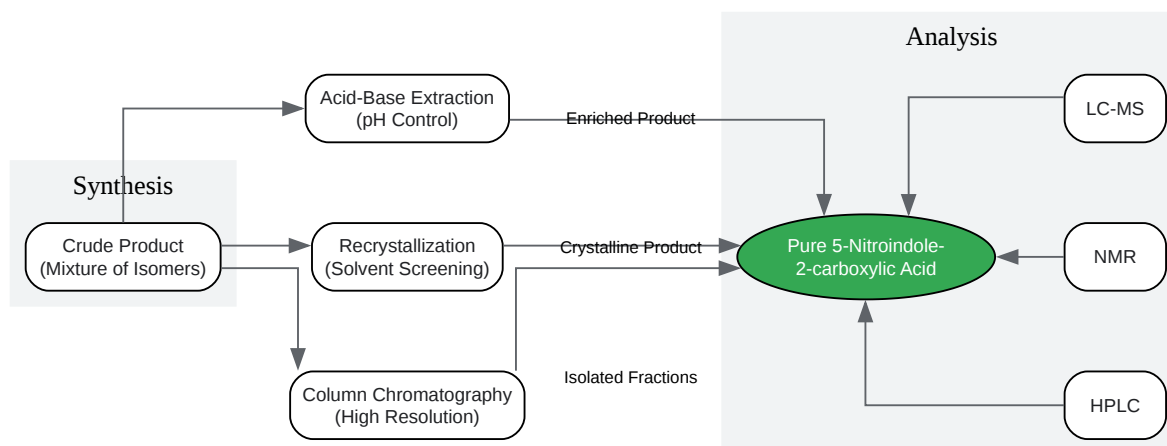 Analysis
Acid-Base Extraction
(pH Control)
Enriched Product
LC-MS
Synthesis
Crude Product
(Mixture of Isomers)
Recrystallization
(Solvent Screening)
Crystalline Product
Pure 5-Nitroindole-
2-carboxylic Acid
NMR
Isolated Fractions
Column Chromatography
(High Resolution)
HPLC